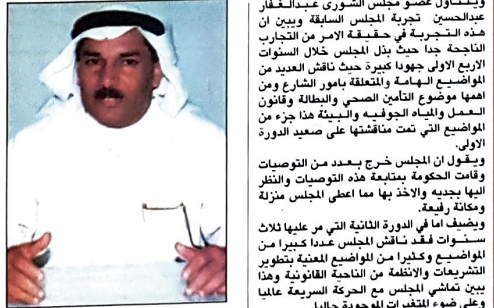 ويتناول عضو مجلس الشورى عبدالغفار
عبدالحسين تجربة المجلس السابقة ويبين ان
هذه التجربة في حقيقة الامر من التجارب
الناجحة جدا حيث بذل المجلس خلال السنوات
الاربع الاولى جهودا كبيرة حيث ناقش العديد من
المواضيع الهامة والمتعلقة بامور الشارع ومن
اهمها موضوع التأمين الصحي والبطالة وقانون
العمل والمياه الجوفيه والبيئة هذا جزء من
المواضيع التي تمت مناقشتها على صعيد الدورة
الاولى.
ويقول ان المجلس خرج بعدد من التوصيات
وقامت الحكومة بمتابعة هذه التوصيات والنظر
اليها بجديه والاخذ بها مما اعطى المجلس منزلة
ومكانة رفيعة.
ويضيف اما في الدورة الثانية التي مر عليها ثلاث
سنوات فقد ناقش المجلس عددا كبيرا من
المواضيع وكثيرا من المواضيع المعنية بتطوير
التشريعات والانظمة من الناحية القانونية وهذا
يبين تماشي المجلس مع الحركة السريعة عالميا
وعلى ضوء المتغيرات الموجودة حاليا